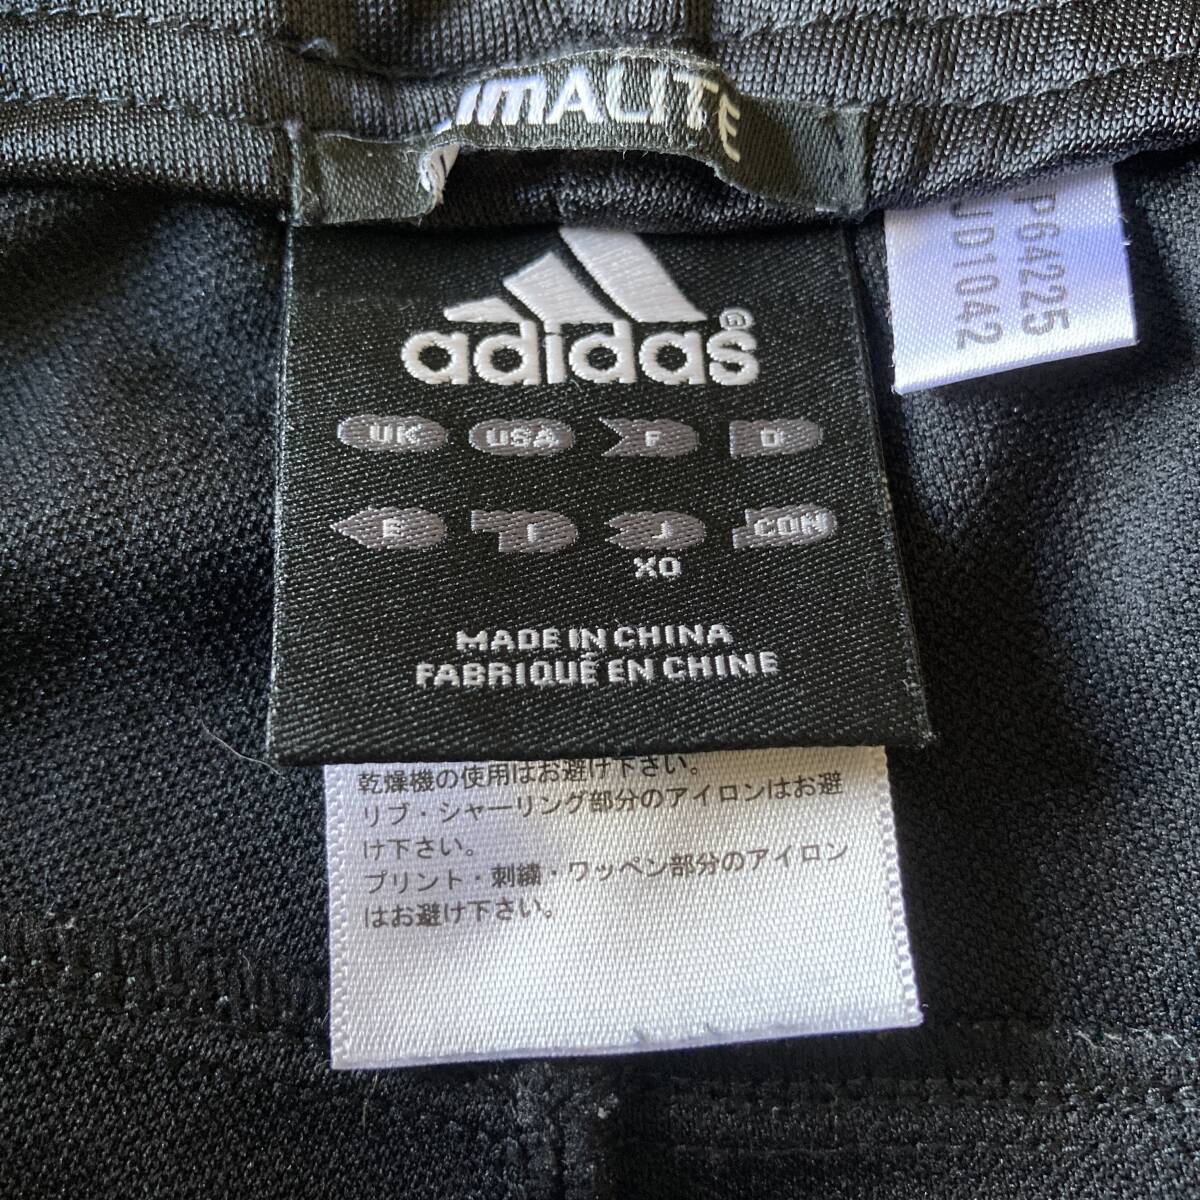 imALITE
P64225
JD1042
adidas®
UK USA F D
E I J CON
XO
MADE IN CHINA
FABRIQUÉ EN CHINE
乾燥機の使用はお避け下さい。
リブ・シャーリング部分のアイロンはお避
け下さい。
プリント・刺繍・ワッペン部分のアイロン
はお避け下さい。